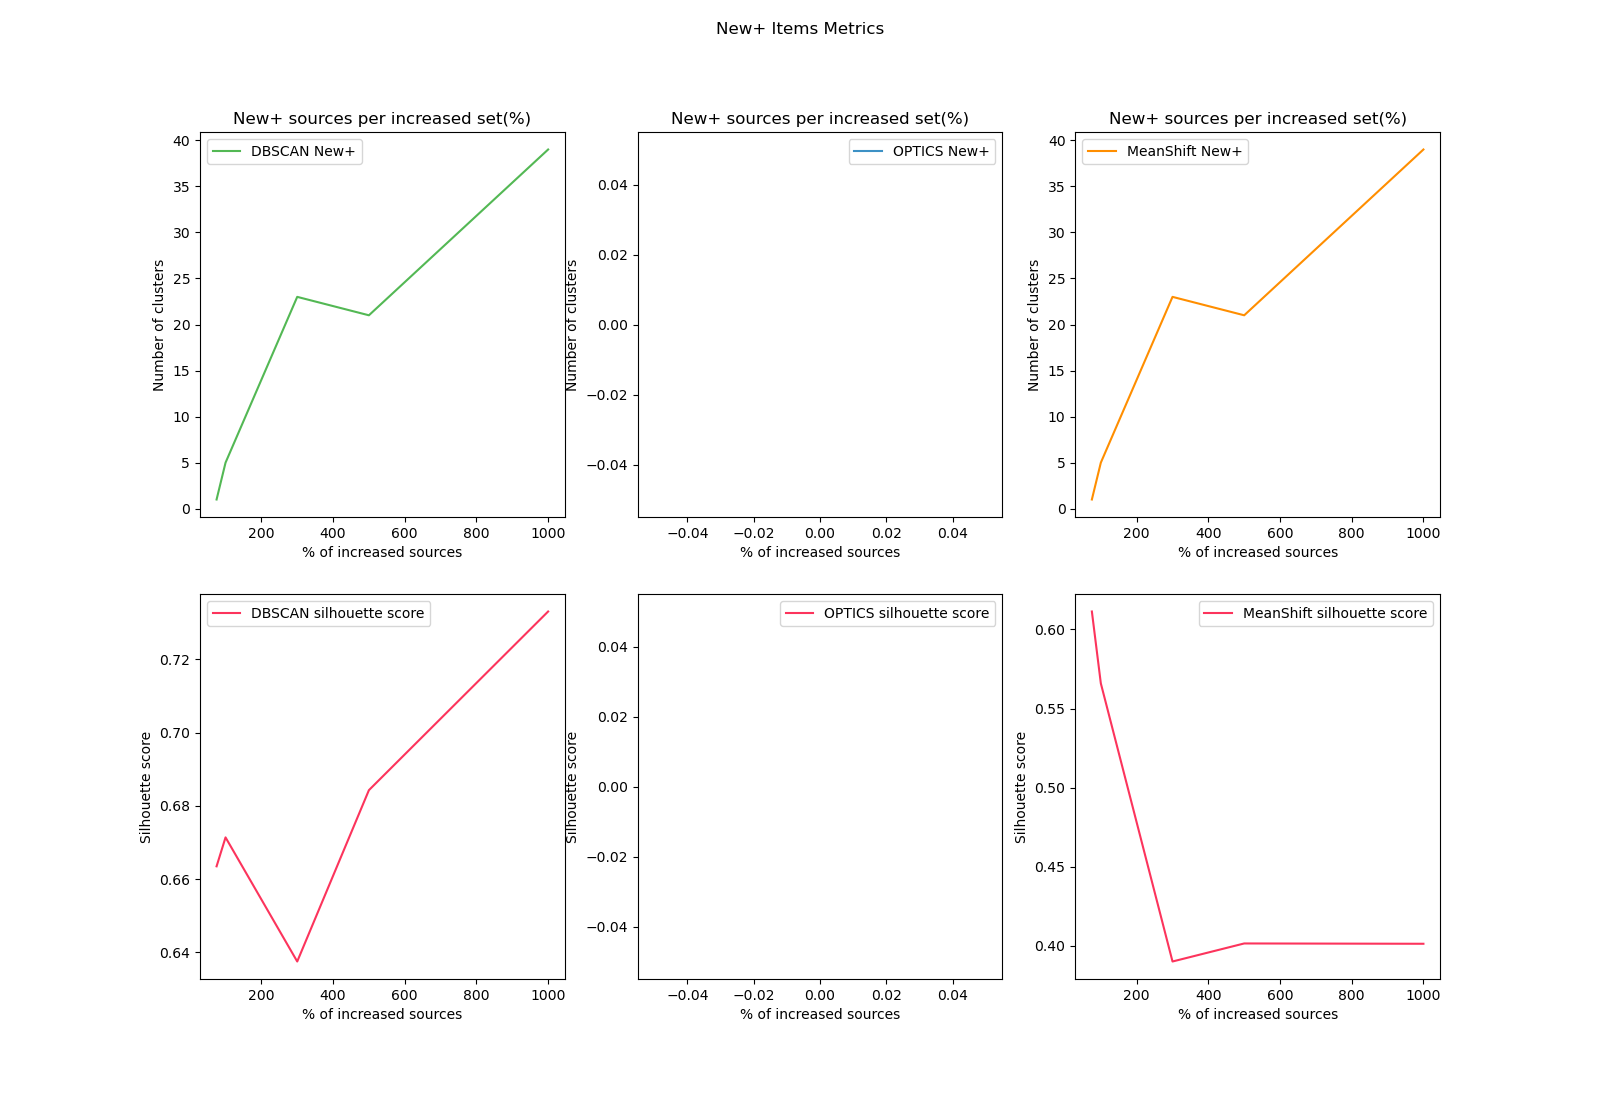 New+ Items Metrics
New+ sources per increased set(%)
DBSCAN New+
Number of clusters
40
35
30
25
20
15
10
5
0
200 400 600 800 1000
% of increased sources
New+ sources per increased set(%)
OPTICS New+
Number of clusters
0.04
0.02
0.00
−0.02
−0.04
−0.04 −0.02 0.00 0.02 0.04
% of increased sources
New+ sources per increased set(%)
MeanShift New+
Number of clusters
40
35
30
25
20
15
10
5
0
200 400 600 800 1000
% of increased sources
DBSCAN silhouette score
Silhouette score
0.72
0.70
0.68
0.66
0.64
200 400 600 800 1000
% of increased sources
OPTICS silhouette score
Silhouette score
0.04
0.02
0.00
−0.02
−0.04
−0.04 −0.02 0.00 0.02 0.04
% of increased sources
MeanShift silhouette score
Silhouette score
0.60
0.55
0.50
0.45
0.40
200 400 600 800 1000
% of increased sources